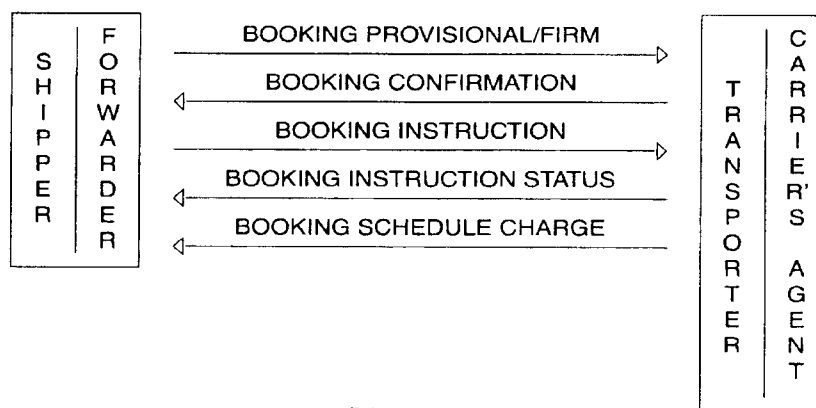 SHIPPER
FORWARDER
BOOKING PROVISIONAL/FIRM
BOOKING CONFIRMATION
BOOKING INSTRUCTION
BOOKING INSTRUCTION STATUS
BOOKING SCHEDULE CHARGE
TRANSPORTER
CARRIER'S AGENT